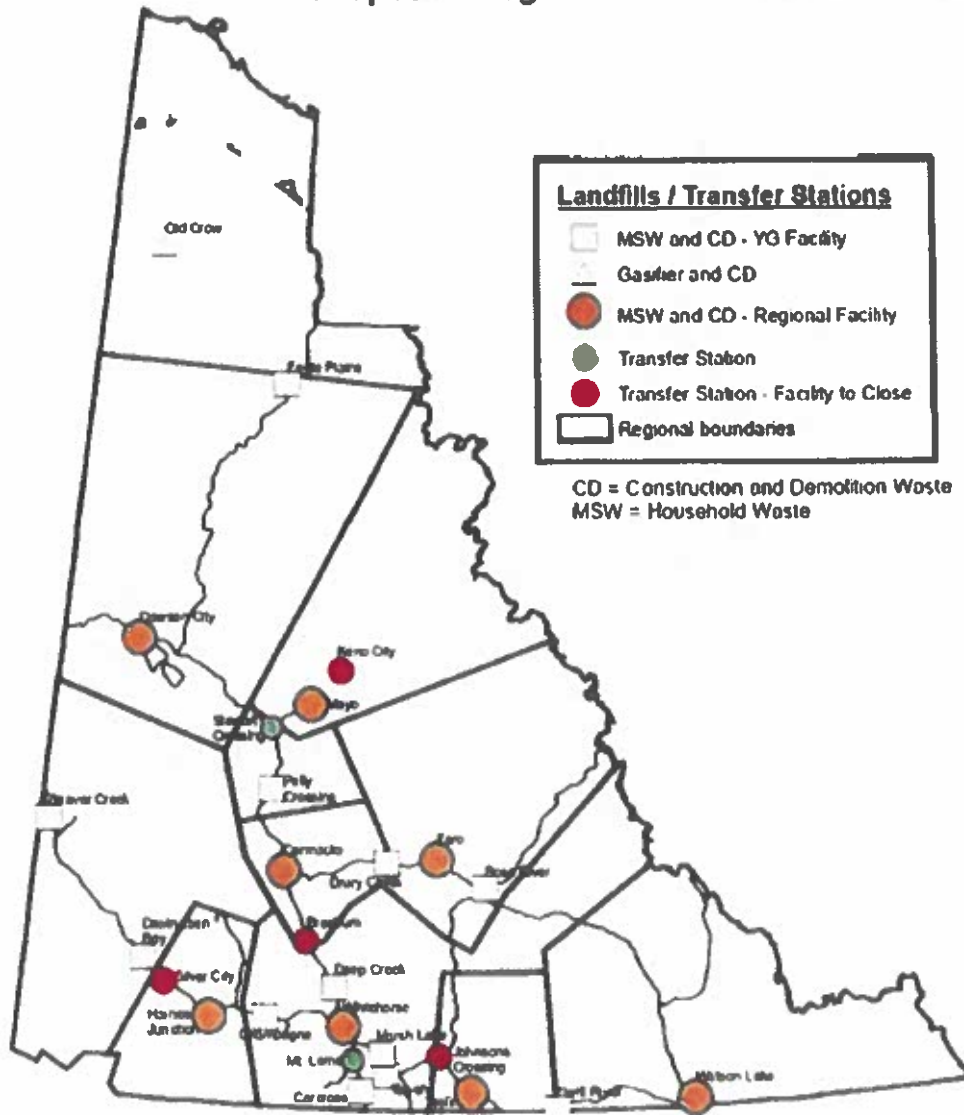 Landfills / Transfer Stations
MSW and CD - YG Facility
Gasifier and CD
MSW and CD - Regional Facility
Transfer Station
Transfer Station - Facility to Close
Regional boundaries
CD = Construction and Demolition Waste
MSW = Household Waste
Old Crow
Eagle Plains
Dawson City
Keno City
Mayo
Stewart
Crossing
Pelly
Crossing
Beaver Creek
Carmacks
Faro
Drury Creek
Ross River
Braeburn
Destruction
Bay
Silver City
Deep Creek
Haines
Junction
Champagne
Whitehorse
Marsh Lake
Mt. Lorne
Johnsons
Crossing
Carcross
Watson Lake